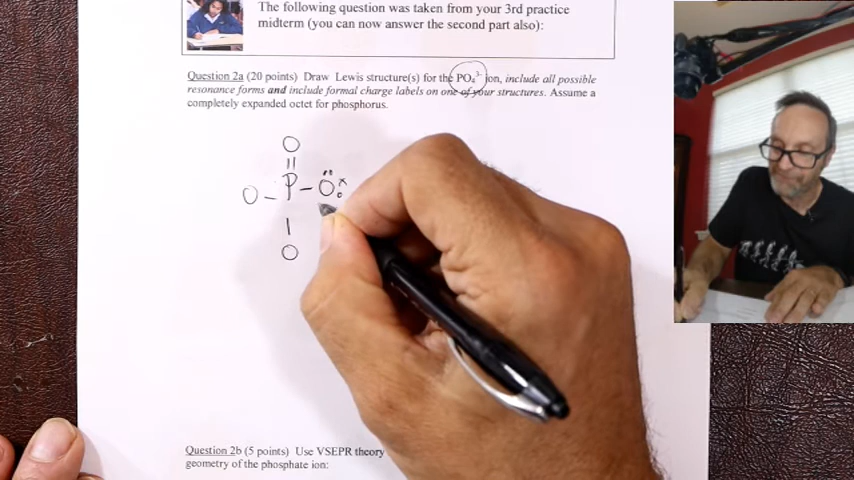 The following question was taken from your 3rd practice
midterm (you can now answer the second part also):
Question 2a (20 points) Draw Lewis structure(s) for the PO₄³⁻ ion, include all possible
resonance forms and include formal charge labels on one of your structures. Assume a
completely expanded octet for phosphorus.
O
O - P - O
O
Question 2b (5 points) Use VSEPR theory
geometry of the phosphate ion: